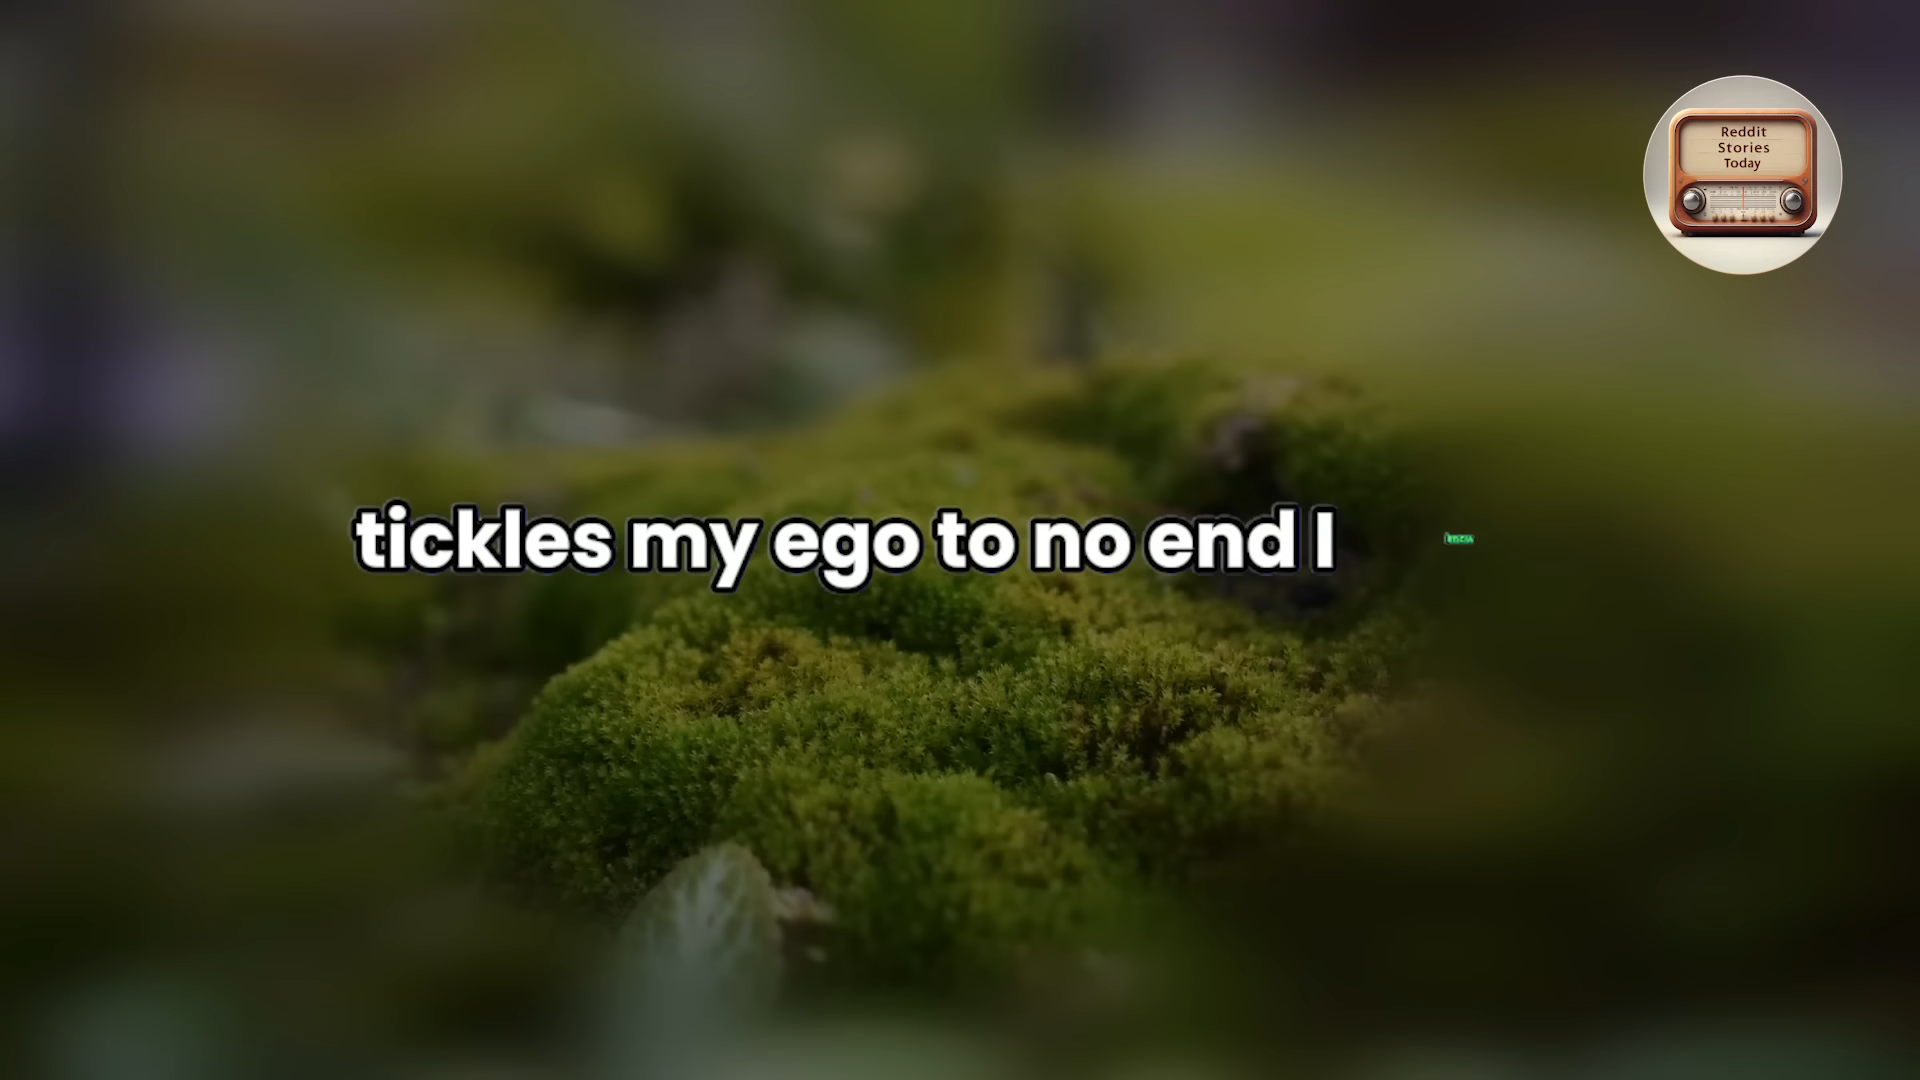 Reddit
Stories
Today
tickles my ego to no end I